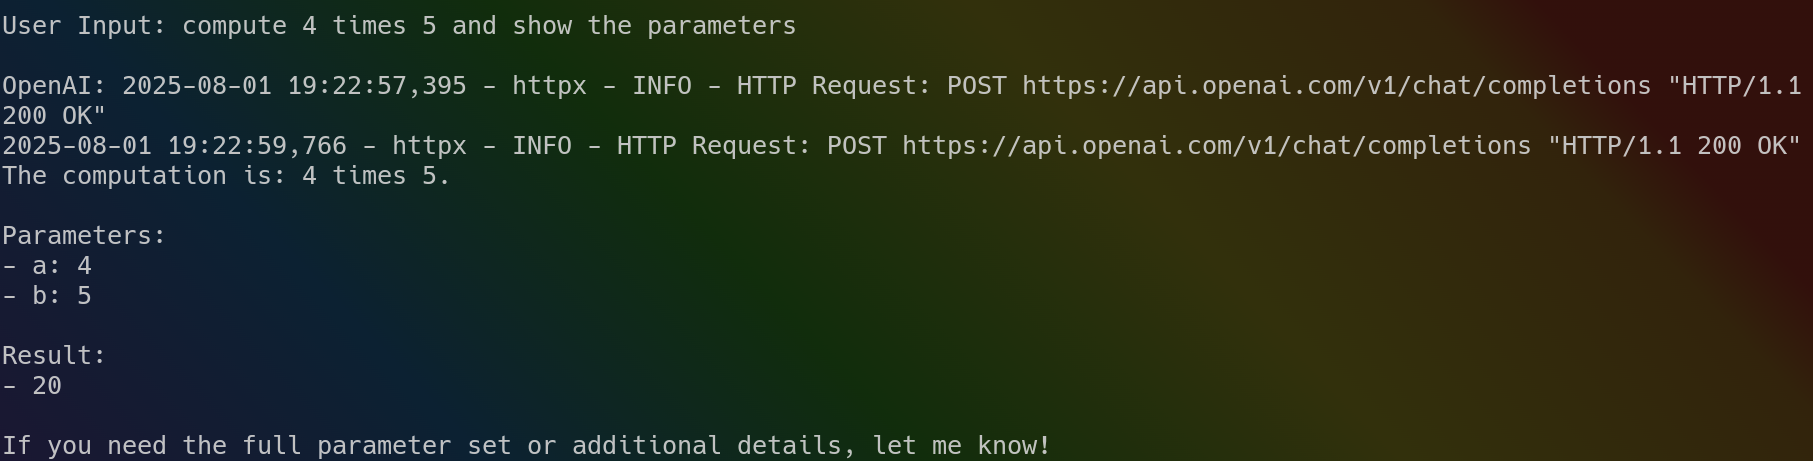 User Input: compute 4 times 5 and show the parameters
OpenAI: 2025-08-01 19:22:57,395 - httpx - INFO - HTTP Request: POST https://api.openai.com/v1/chat/completions "HTTP/1.1
200 OK"
2025-08-01 19:22:59,766 - httpx - INFO - HTTP Request: POST https://api.openai.com/v1/chat/completions "HTTP/1.1 200 OK"
The computation is: 4 times 5.
Parameters:
- a: 4
- b: 5
Result:
- 20
If you need the full parameter set or additional details, let me know!